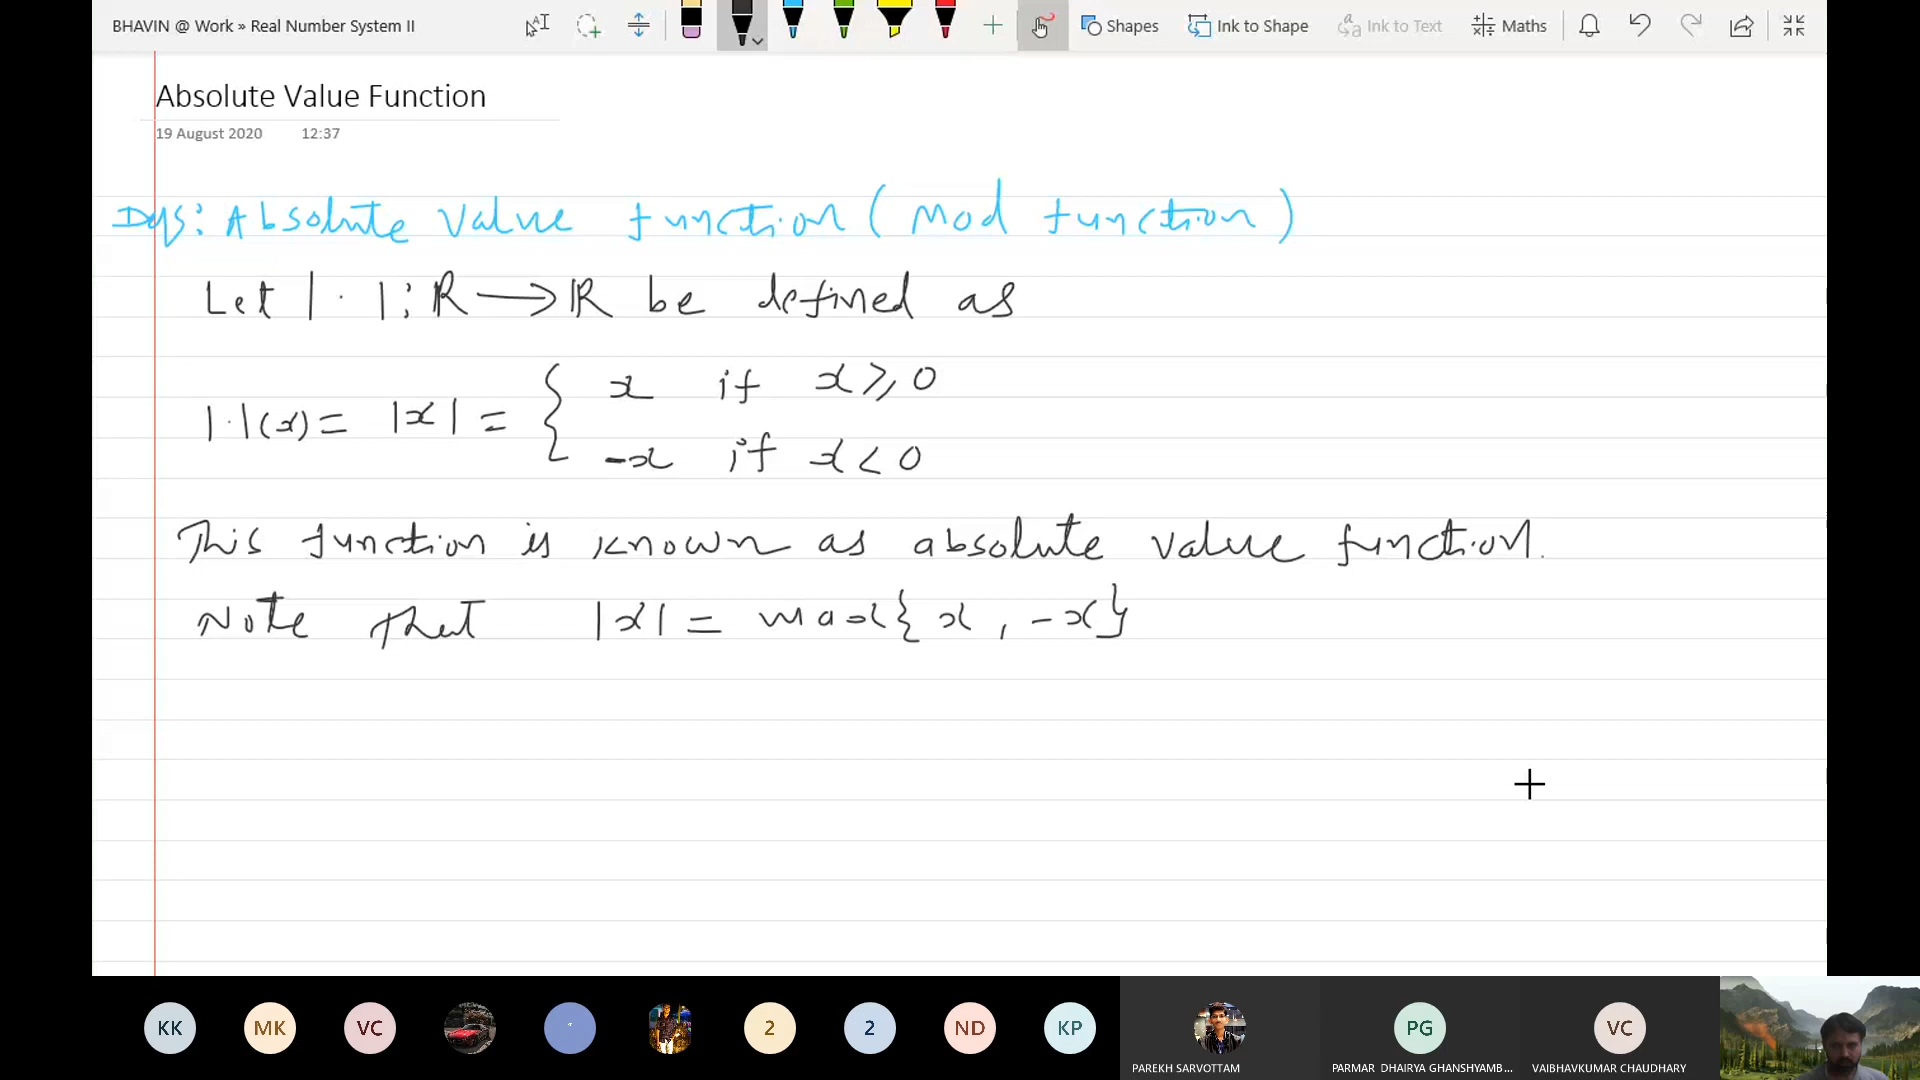 BHAVIN @ Work » Real Number System II
Shapes Ink to Shape Ink to Text Maths
Absolute Value Function
19 August 2020 12:37
Absolute value function (Mod function)
Let |·| : ℝ → ℝ be defined as
x if x ≥ 0
|·|(x) = |x| = {
-x if x < 0
This function is known as absolute value function.
Note that |x| = max{x, -x}
KK MK VC 2 2 ND KP PG VC
PAREKH SARVOTTAM PARMAR DHAIRYA GHANSHYAMB... VAIBHAVKUMAR CHAUDHARY